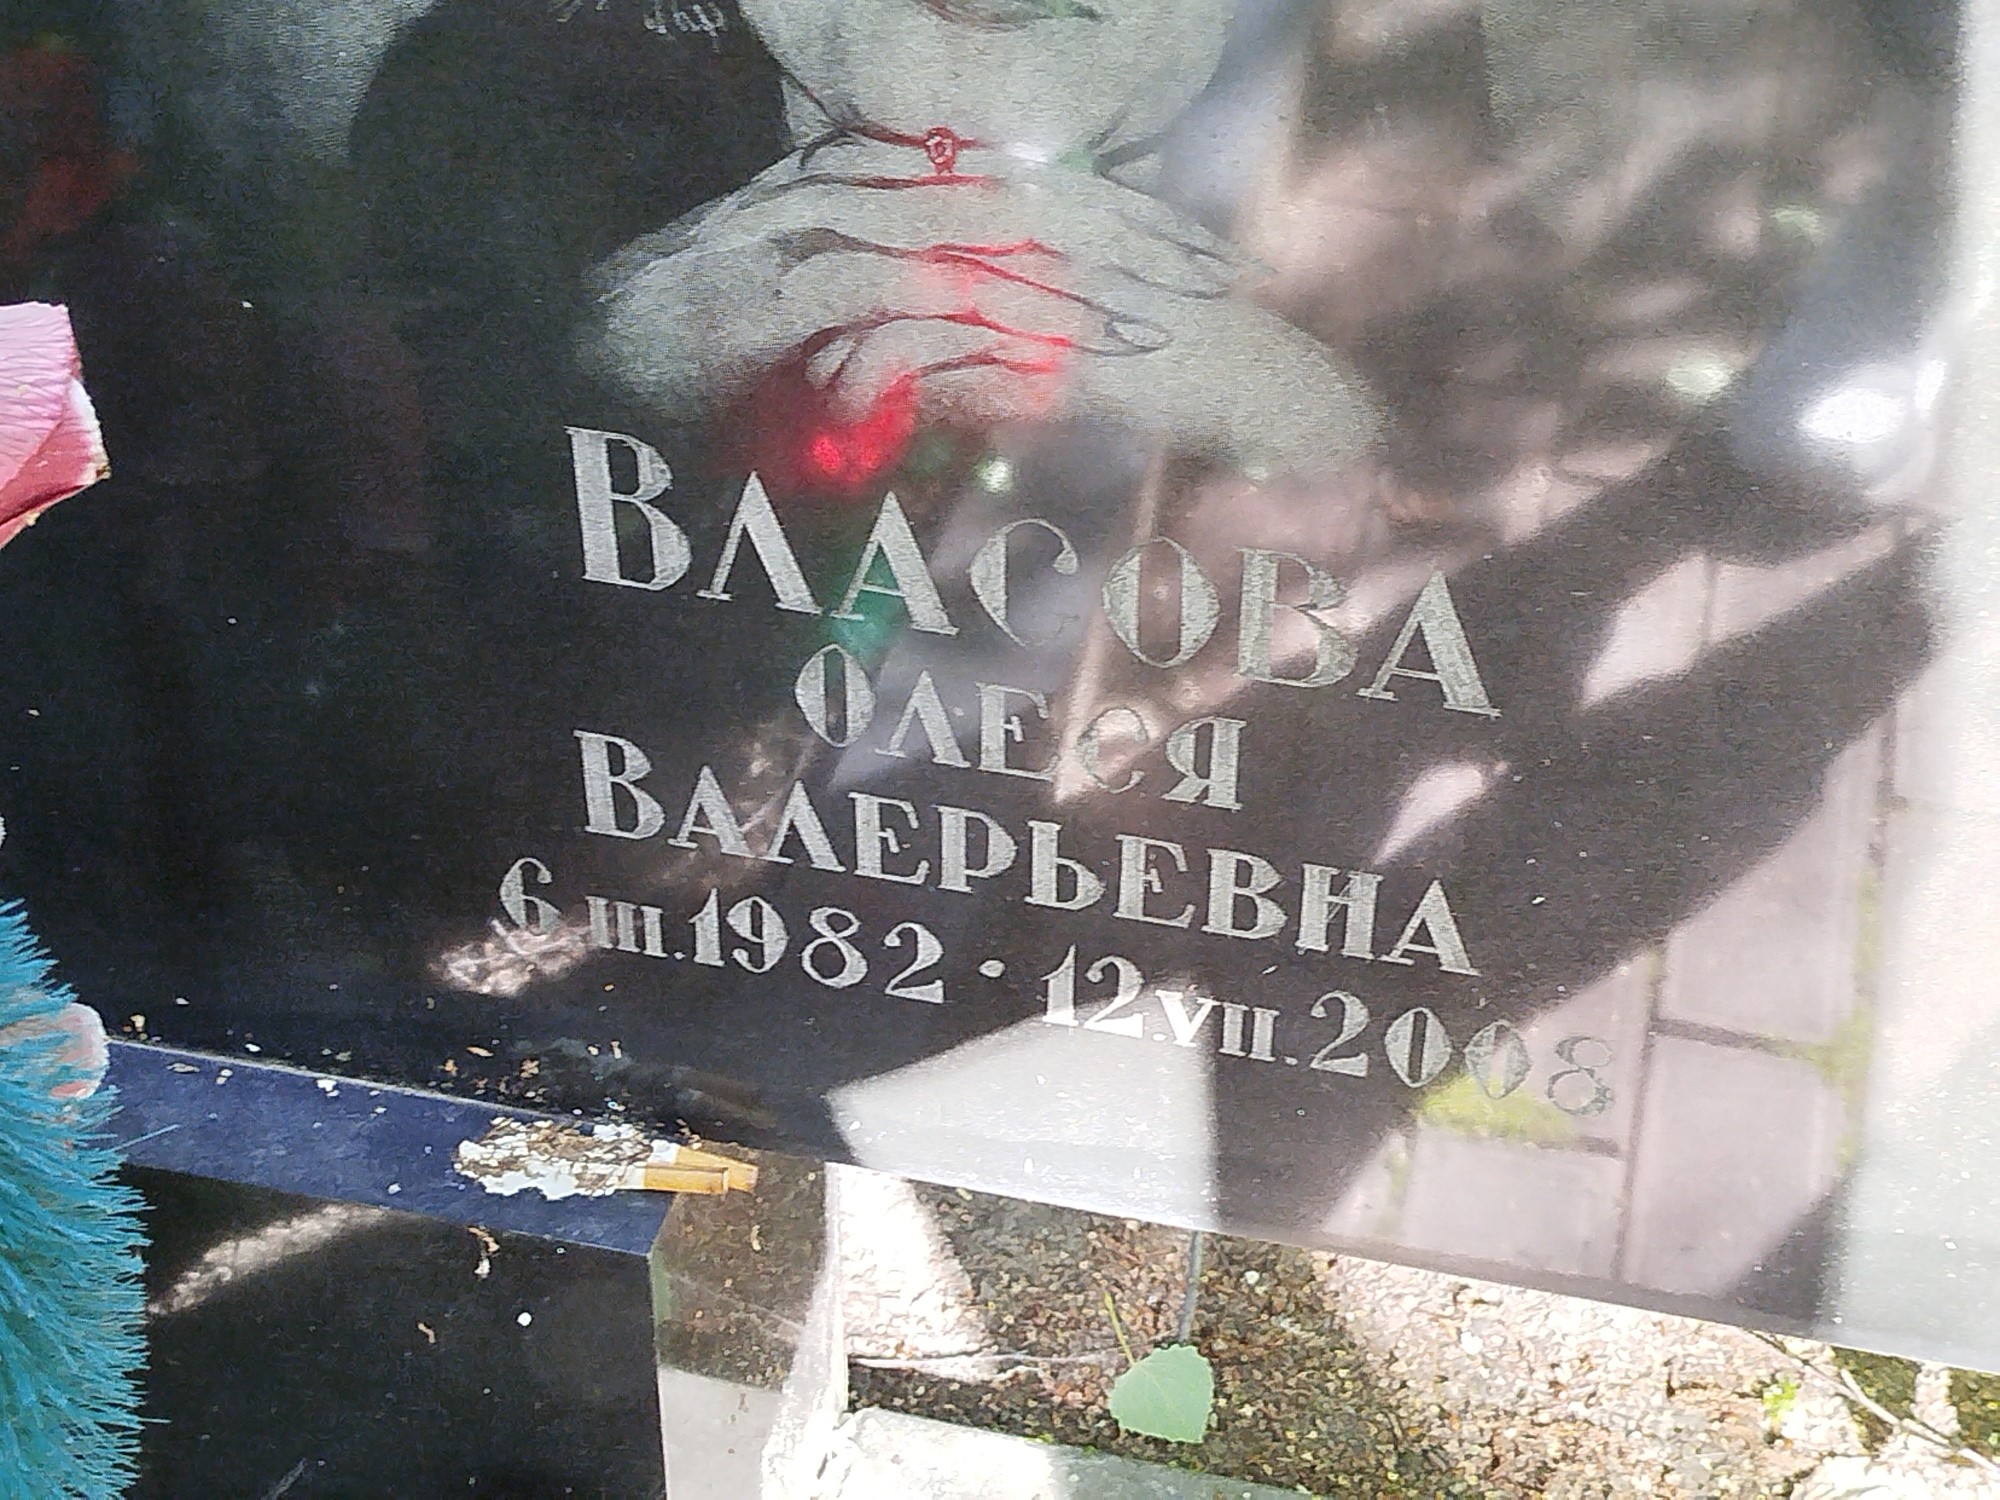 ВЛАСОВА
ОЛЕСЯ
ВАЛЕРЬЕВНА
6 III.1982 • 12.VII.2008